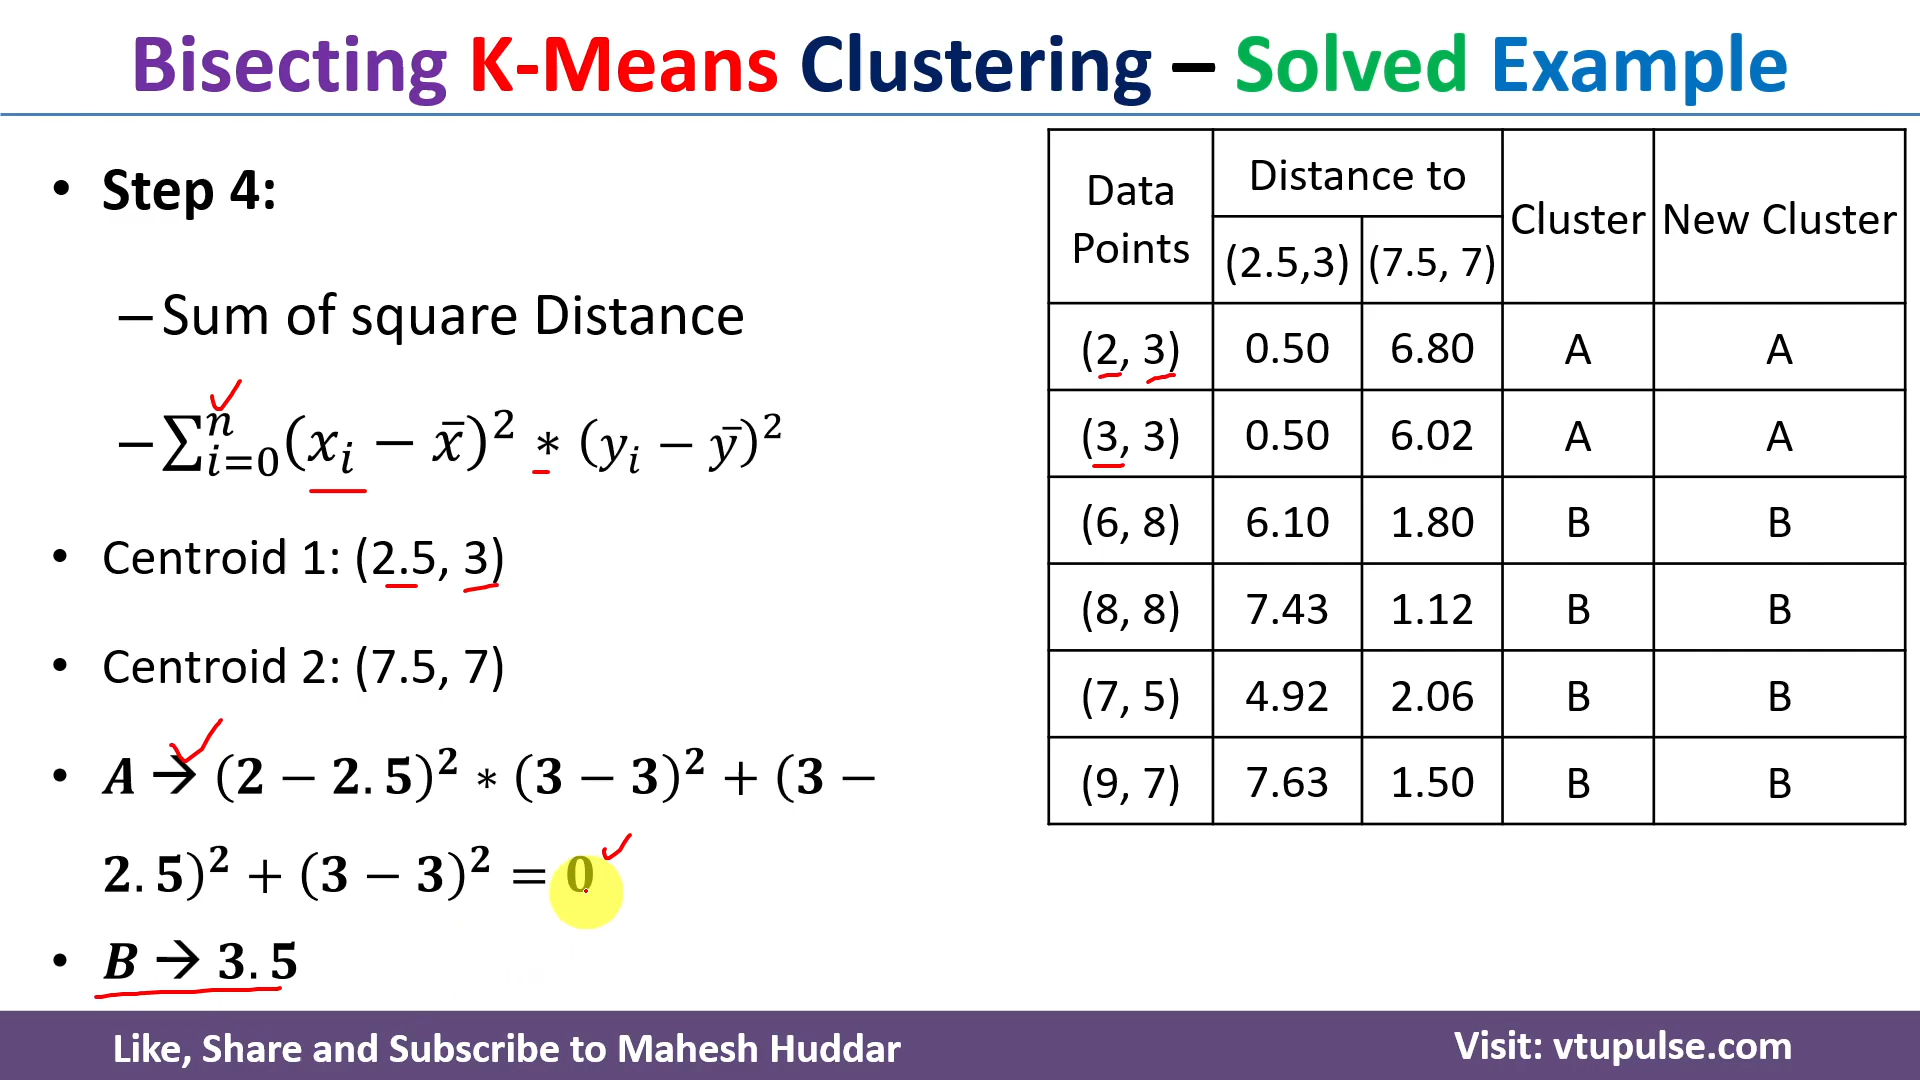 Bisecting K-Means Clustering – Solved Example
• Step 4:
– Sum of square Distance
– ∑ⁿᵢ₌₀(xᵢ − x̄)² * (yᵢ − ȳ)²
• Centroid 1: (2.5, 3)
• Centroid 2: (7.5, 7)
• A → (2 − 2.5)² * (3 − 3)² + (3 −
2.5)² + (3 − 3)² = 0
• B → 3.5
Data Points Distance to Cluster New Cluster
(2.5,3) (7.5, 7)
(2, 3) 0.50 6.80 A A
(3, 3) 0.50 6.02 A A
(6, 8) 6.10 1.80 B B
(8, 8) 7.43 1.12 B B
(7, 5) 4.92 2.06 B B
(9, 7) 7.63 1.50 B B
Like, Share and Subscribe to Mahesh Huddar
Visit: vtupulse.com